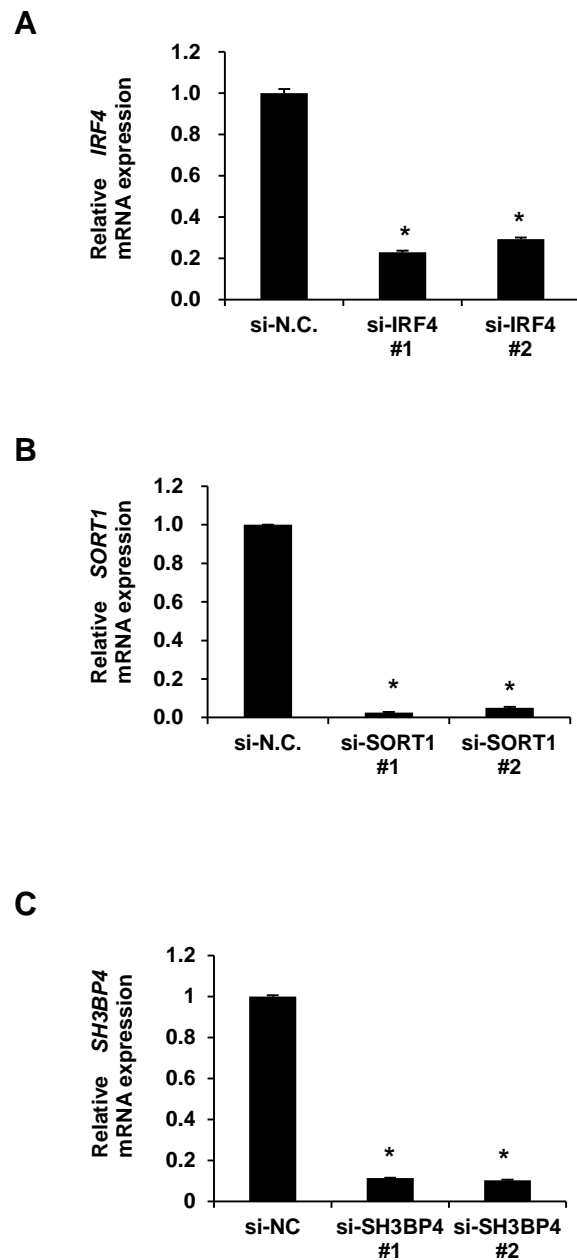 A
Relative IRF4
mRNA expression
1.2
1.0
0.8
0.6
0.4
0.2
0.0
*
*
si-N.C.
si-IRF4
#1
si-IRF4
#2
B
Relative SORT1
mRNA expression
1.2
1.0
0.8
0.6
0.4
0.2
0.0
*
*
si-N.C.
si-SORT1
#1
si-SORT1
#2
C
Relative SH3BP4
mRNA expression
1.2
1
0.8
0.6
0.4
0.2
0
*
*
si-NC
si-SH3BP4
#1
si-SH3BP4
#2